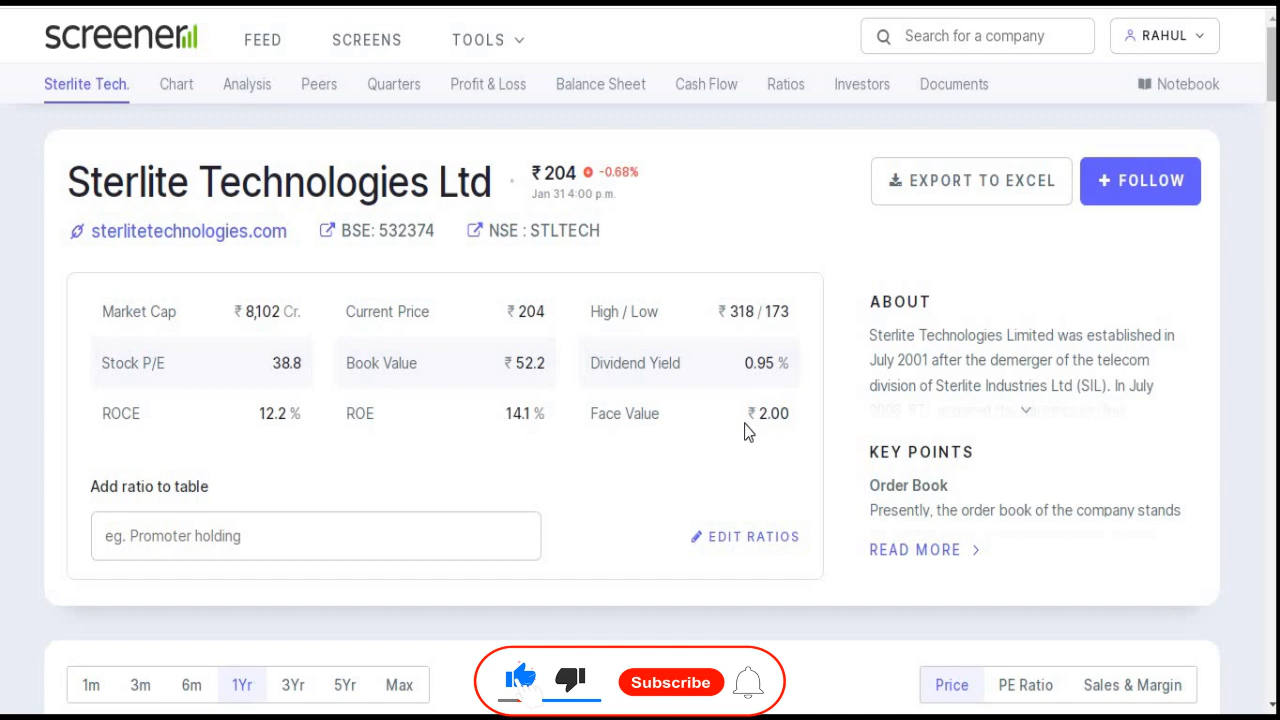 screener
FEED SCREENS TOOLS
Search for a company
RAHUL
Sterlite Tech. Chart Analysis Peers Quarters Profit & Loss Balance Sheet Cash Flow Ratios Investors Documents Notebook
Sterlite Technologies Ltd
₹ 204 -0.68%
Jan 31 4:00 p.m.
EXPORT TO EXCEL
FOLLOW
sterlitetechnologies.com BSE: 532374 NSE : STLTECH
Market Cap ₹ 8,102 Cr. Current Price ₹ 204 High / Low ₹ 318 / 173
Stock P/E 38.8 Book Value ₹ 52.2 Dividend Yield 0.95 %
ROCE 12.2 % ROE 14.1 % Face Value ₹ 2.00
Add ratio to table
eg. Promoter holding
EDIT RATIOS
ABOUT
Sterlite Technologies Limited was established in
July 2001 after the demerger of the telecom
division of Sterlite Industries Ltd (SIL). In July
KEY POINTS
Order Book
Presently, the order book of the company stands
READ MORE
1m 3m 6m 1Yr 3Yr 5Yr Max
Subscribe
Price PE Ratio Sales & Margin